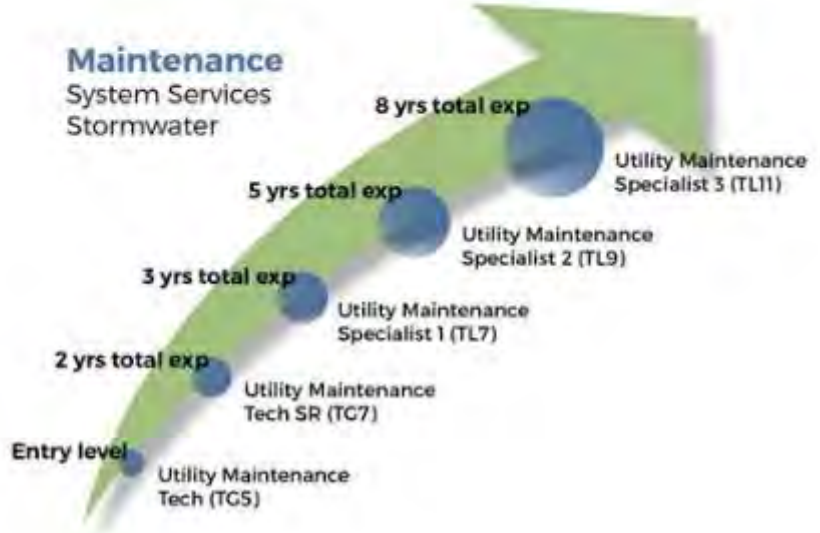 Maintenance
System Services
Stormwater
8 yrs total exp
Utility Maintenance
Specialist 3 (TL11)
5 yrs total exp
Utility Maintenance
Specialist 2 (TL9)
3 yrs total exp
Utility Maintenance
Specialist 1 (TL7)
2 yrs total exp
Utility Maintenance
Tech SR (TG7)
Entry level
Utility Maintenance
Tech (TG5)